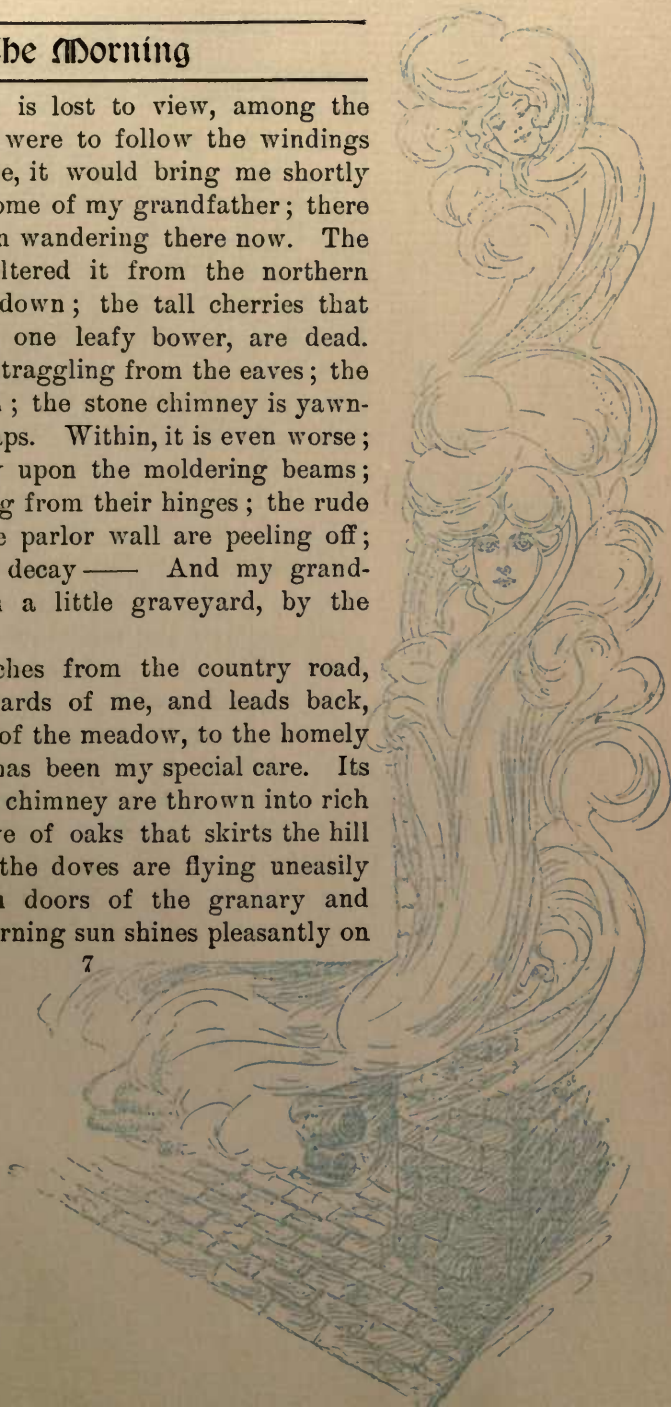 The Morning
is lost to view, among the
were to follow the windings
e, it would bring me shortly
ome of my grandfather; there
n wandering there now. The
ltered it from the northern
down; the tall cherries that
one leafy bower, are dead.
traggling from the eaves; the
; the stone chimney is yawn-
aps. Within, it is even worse;
upon the moldering beams;
g from their hinges; the rude
e parlor wall are peeling off;
decay—— And my grand-
a little graveyard, by the
ches from the country road,
ards of me, and leads back,
of the meadow, to the homely
has been my special care. Its
chimney are thrown into rich
ve of oaks that skirts the hill
the doves are flying uneasily
n doors of the granary and
rning sun shines pleasantly on
7